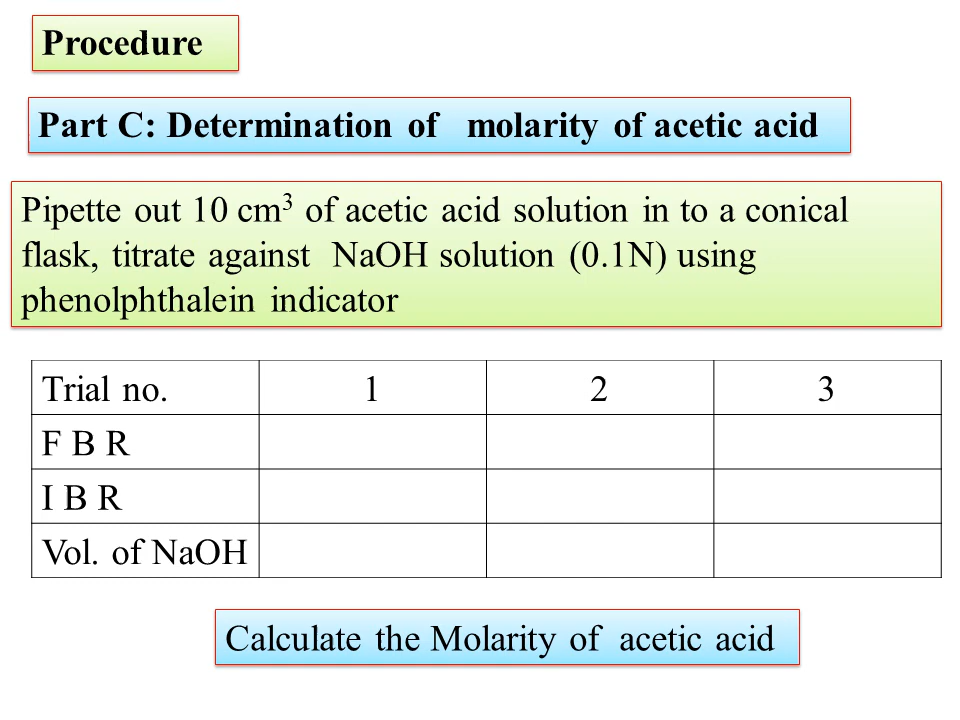 Procedure
Part C: Determination of molarity of acetic acid
Pipette out 10 cm³ of acetic acid solution in to a conical
flask, titrate against NaOH solution (0.1N) using
phenolphthalein indicator
Trial no. 1 2 3
F B R
I B R
Vol. of NaOH
Calculate the Molarity of acetic acid